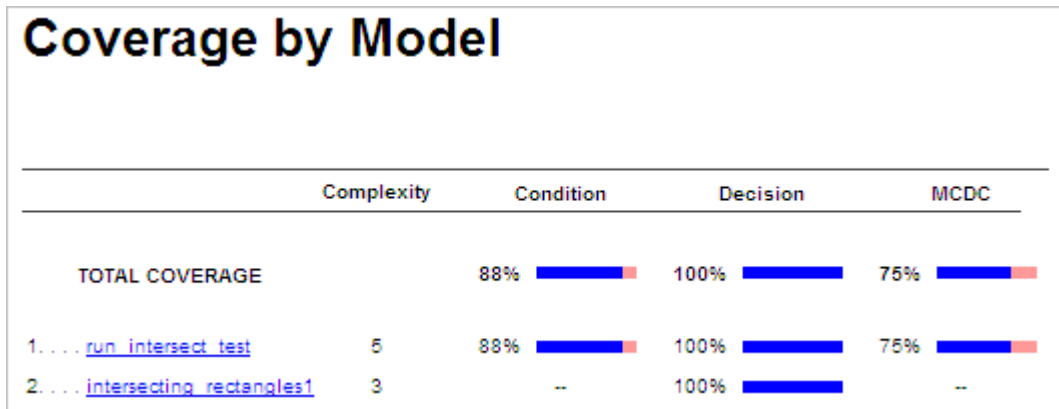 Coverage by Model
Complexity Condition Decision MCDC
TOTAL COVERAGE 88% 100% 75%
1. . . . run_intersect_test 5 88% 100% 75%
2. . . . intersecting_rectangles1 3 -- 100% --